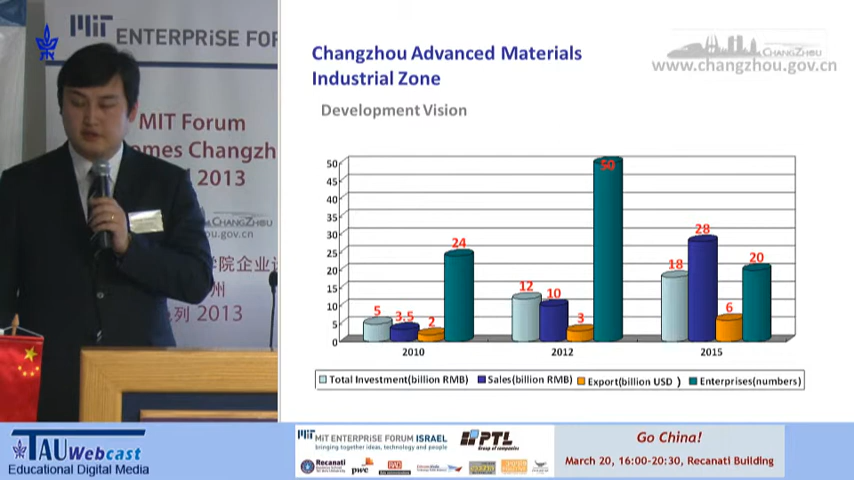 MiT ENTERPRiSE FOR
MIT Forum
omes Changzh
2013
CHANGZHOU
ou.gov.cn
学院企业
州
列 2013
Changzhou Advanced Materials
Industrial Zone
CHANGZHOU
www.changzhou.gov.cn
Development Vision
50
45
40
35
30
25
20
15
10
5
0
5
3.5
2
24
12
10
3
50
18
28
6
20
2010
2012
2015
Total Investment(billion RMB)
Sales(billion RMB)
Export(billion USD )
Enterprises(numbers)
TAU Webcast
Educational Digital Media
MiT ENTERPRISE FORUM ISRAEL
bringing together ideas, technology and people
PTL
Group of companies
Recanati
pwc
Go China!
March 20, 16:00-20:30, Recanati Building